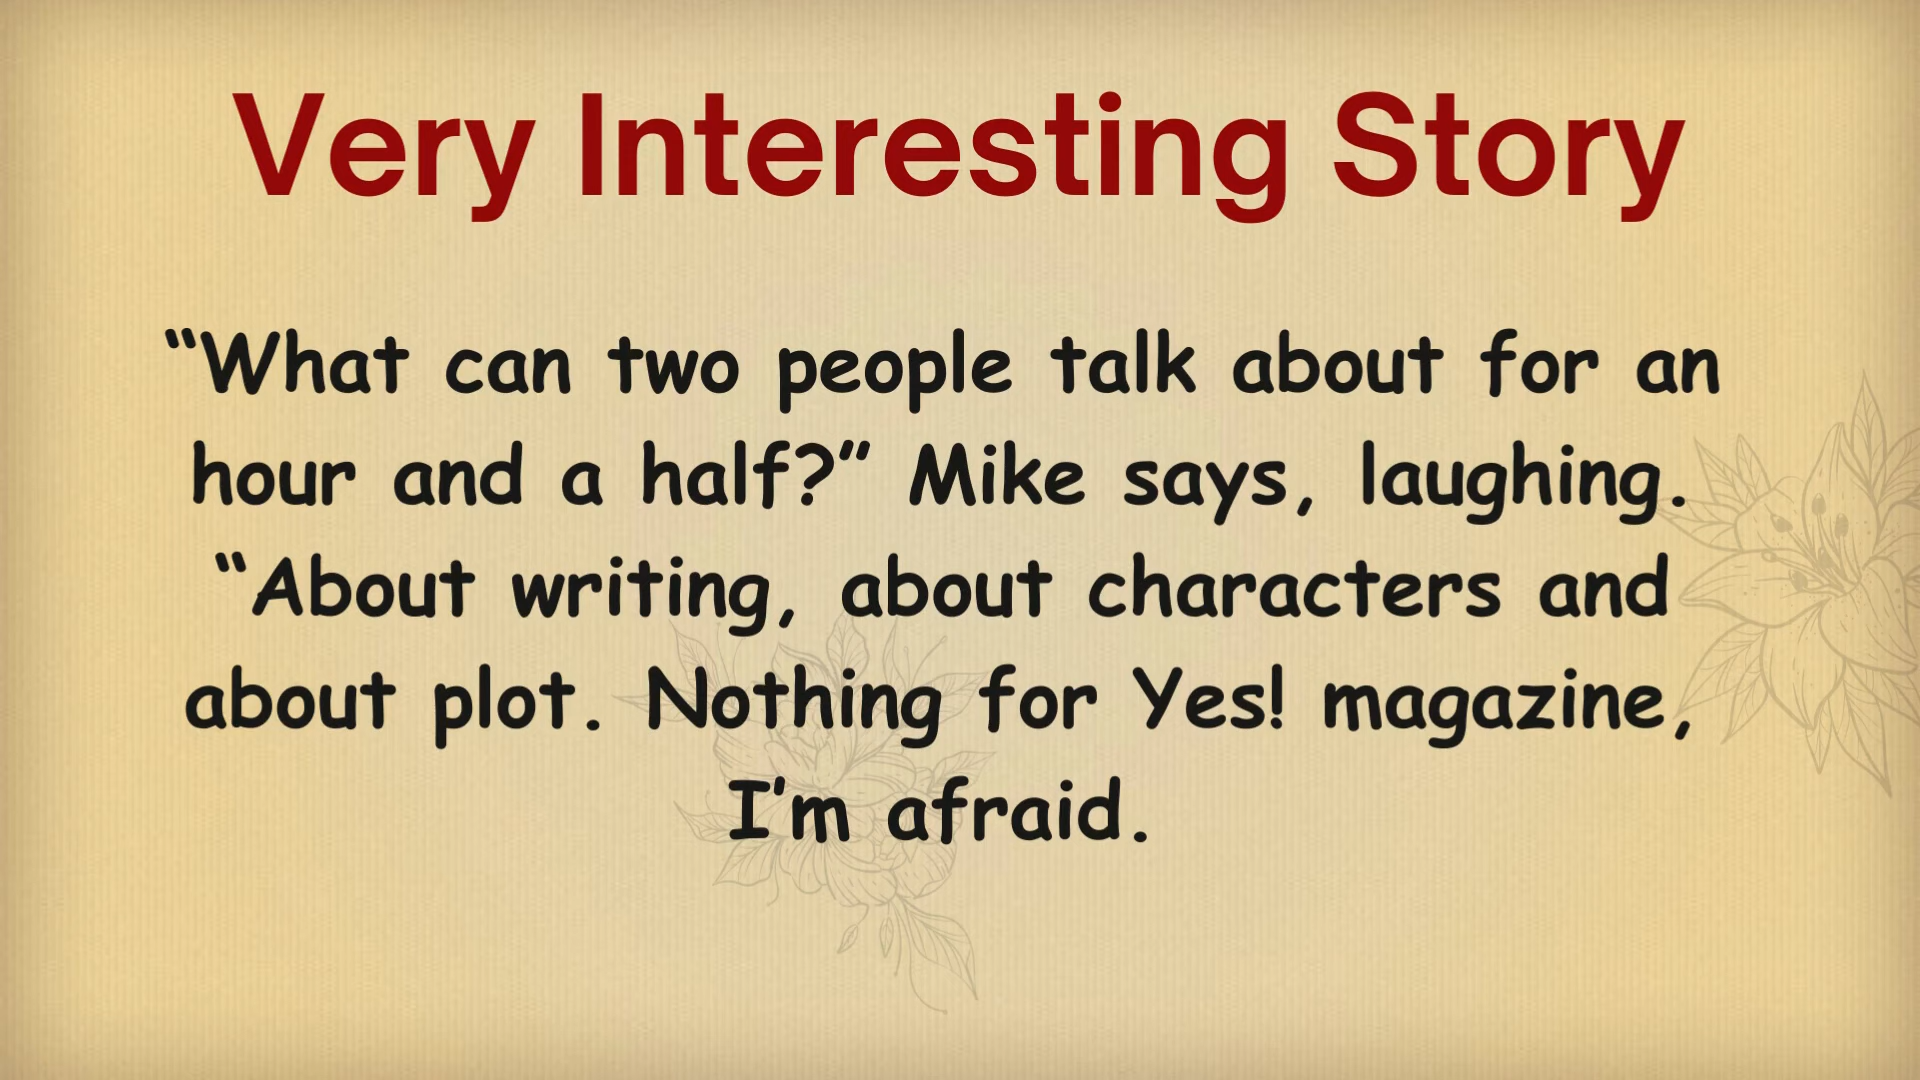 Very Interesting Story
“What can two people talk about for an
hour and a half?” Mike says, laughing.
“About writing, about characters and
about plot. Nothing for Yes! magazine,
I’m afraid.